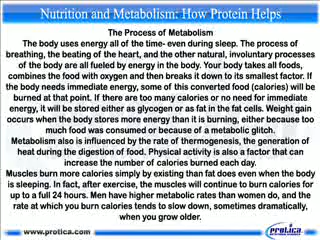 Nutrition and Metabolism: How Protein Helps
The Process of Metabolism
The body uses energy all of the time- even during sleep. The process of
breathing, the beating of the heart, and the other natural, involuntary processes
of the body are all fueled by energy in the body. Your body takes all foods,
combines the food with oxygen and then breaks it down to its smallest factor. If
the body needs immediate energy, some of this converted food (calories) will be
burned at that point. If there are too many calories or no need for immediate
energy, it will be stored either as glycogen or as fat in the fat cells. Weight gain
occurs when the body stores more energy than it is burning, either because too
much food was consumed or because of a metabolic glitch.
Metabolism also is influenced by the rate of thermogenesis, the generation of
heat during the digestion of food. Physical activity is also a factor that can
increase the number of calories burned each day.
Muscles burn more calories simply by existing than fat does even when the body
is sleeping. In fact, after exercise, the muscles will continue to burn calories for
up to a full 24 hours. Men have higher metabolic rates than women do, and the
rate at which you burn calories tends to slow down, sometimes dramatically,
when you grow older.
www.protica.com
protica